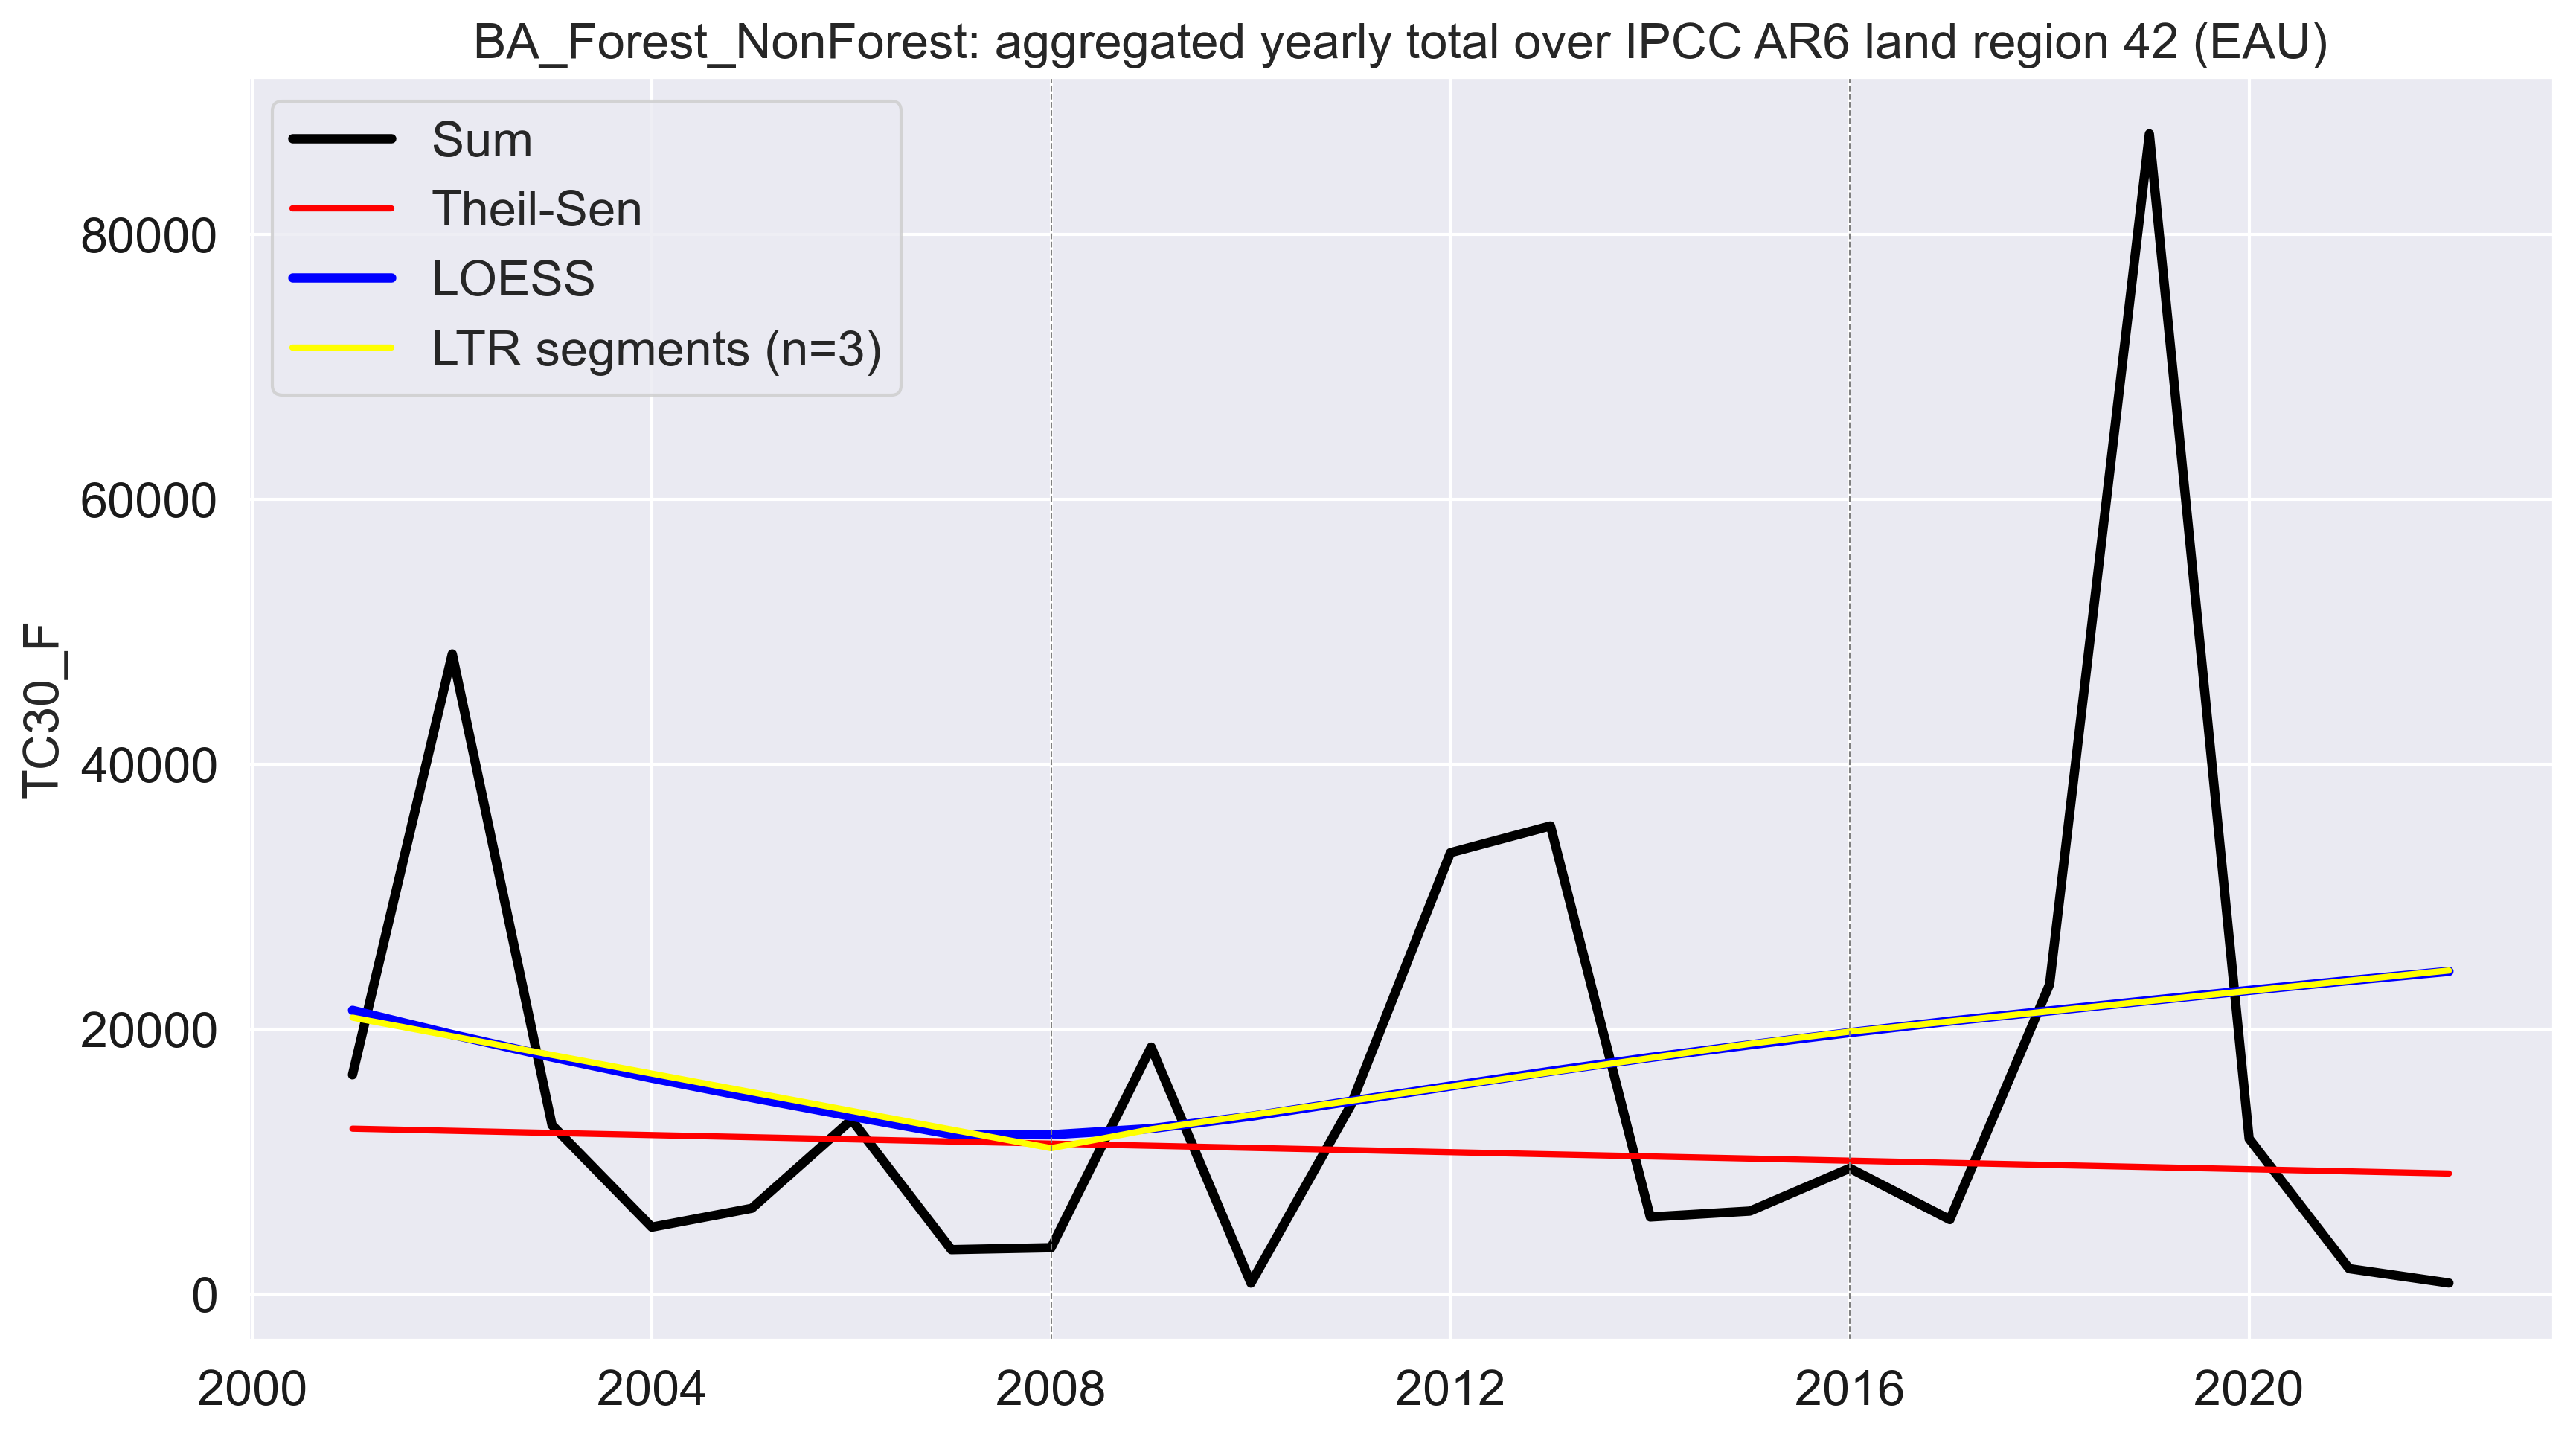 BA_Forest_NonForest: aggregated yearly total over IPCC AR6 land region 42 (EAU)
Sum
Theil-Sen
LOESS
LTR segments (n=3)
TC30_F
80000
60000
40000
20000
0
2000
2004
2008
2012
2016
2020